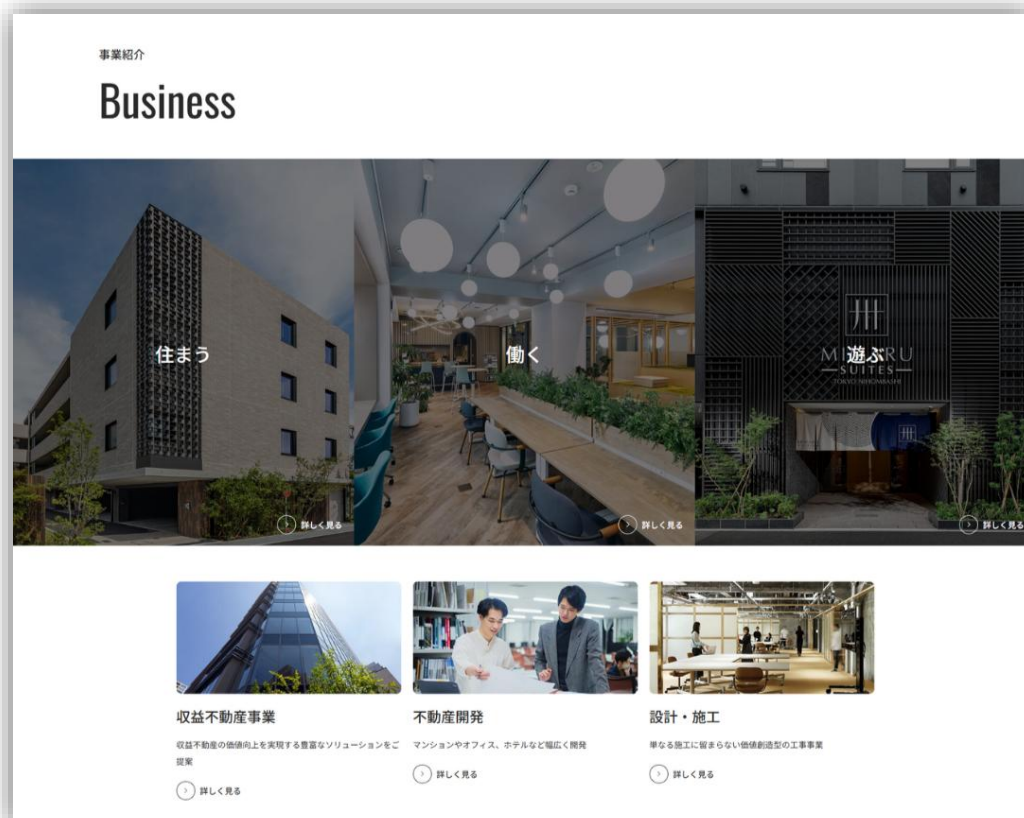 事業紹介
Business
住まう
働く
遊ぶ
SUITES
TOKYO NIHOMBASHI
詳しく見る
詳しく見る
詳しく見る
収益不動産事業
収益不動産の価値向上を実現する豊富なソリューションをご
提案
詳しく見る
不動産開発
マンションやオフィス、ホテルなど幅広く開発
詳しく見る
設計・施工
単なる施工に留まらない価値創造型の工事事業
詳しく見る